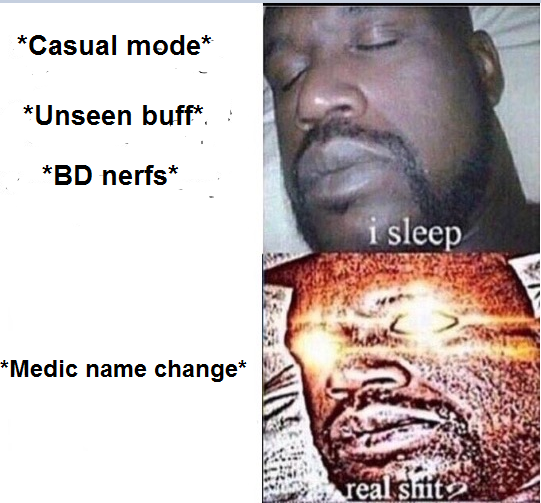 *Casual mode*
*Unseen buff*
*BD nerfs*
i sleep
*Medic name change*
real shit?